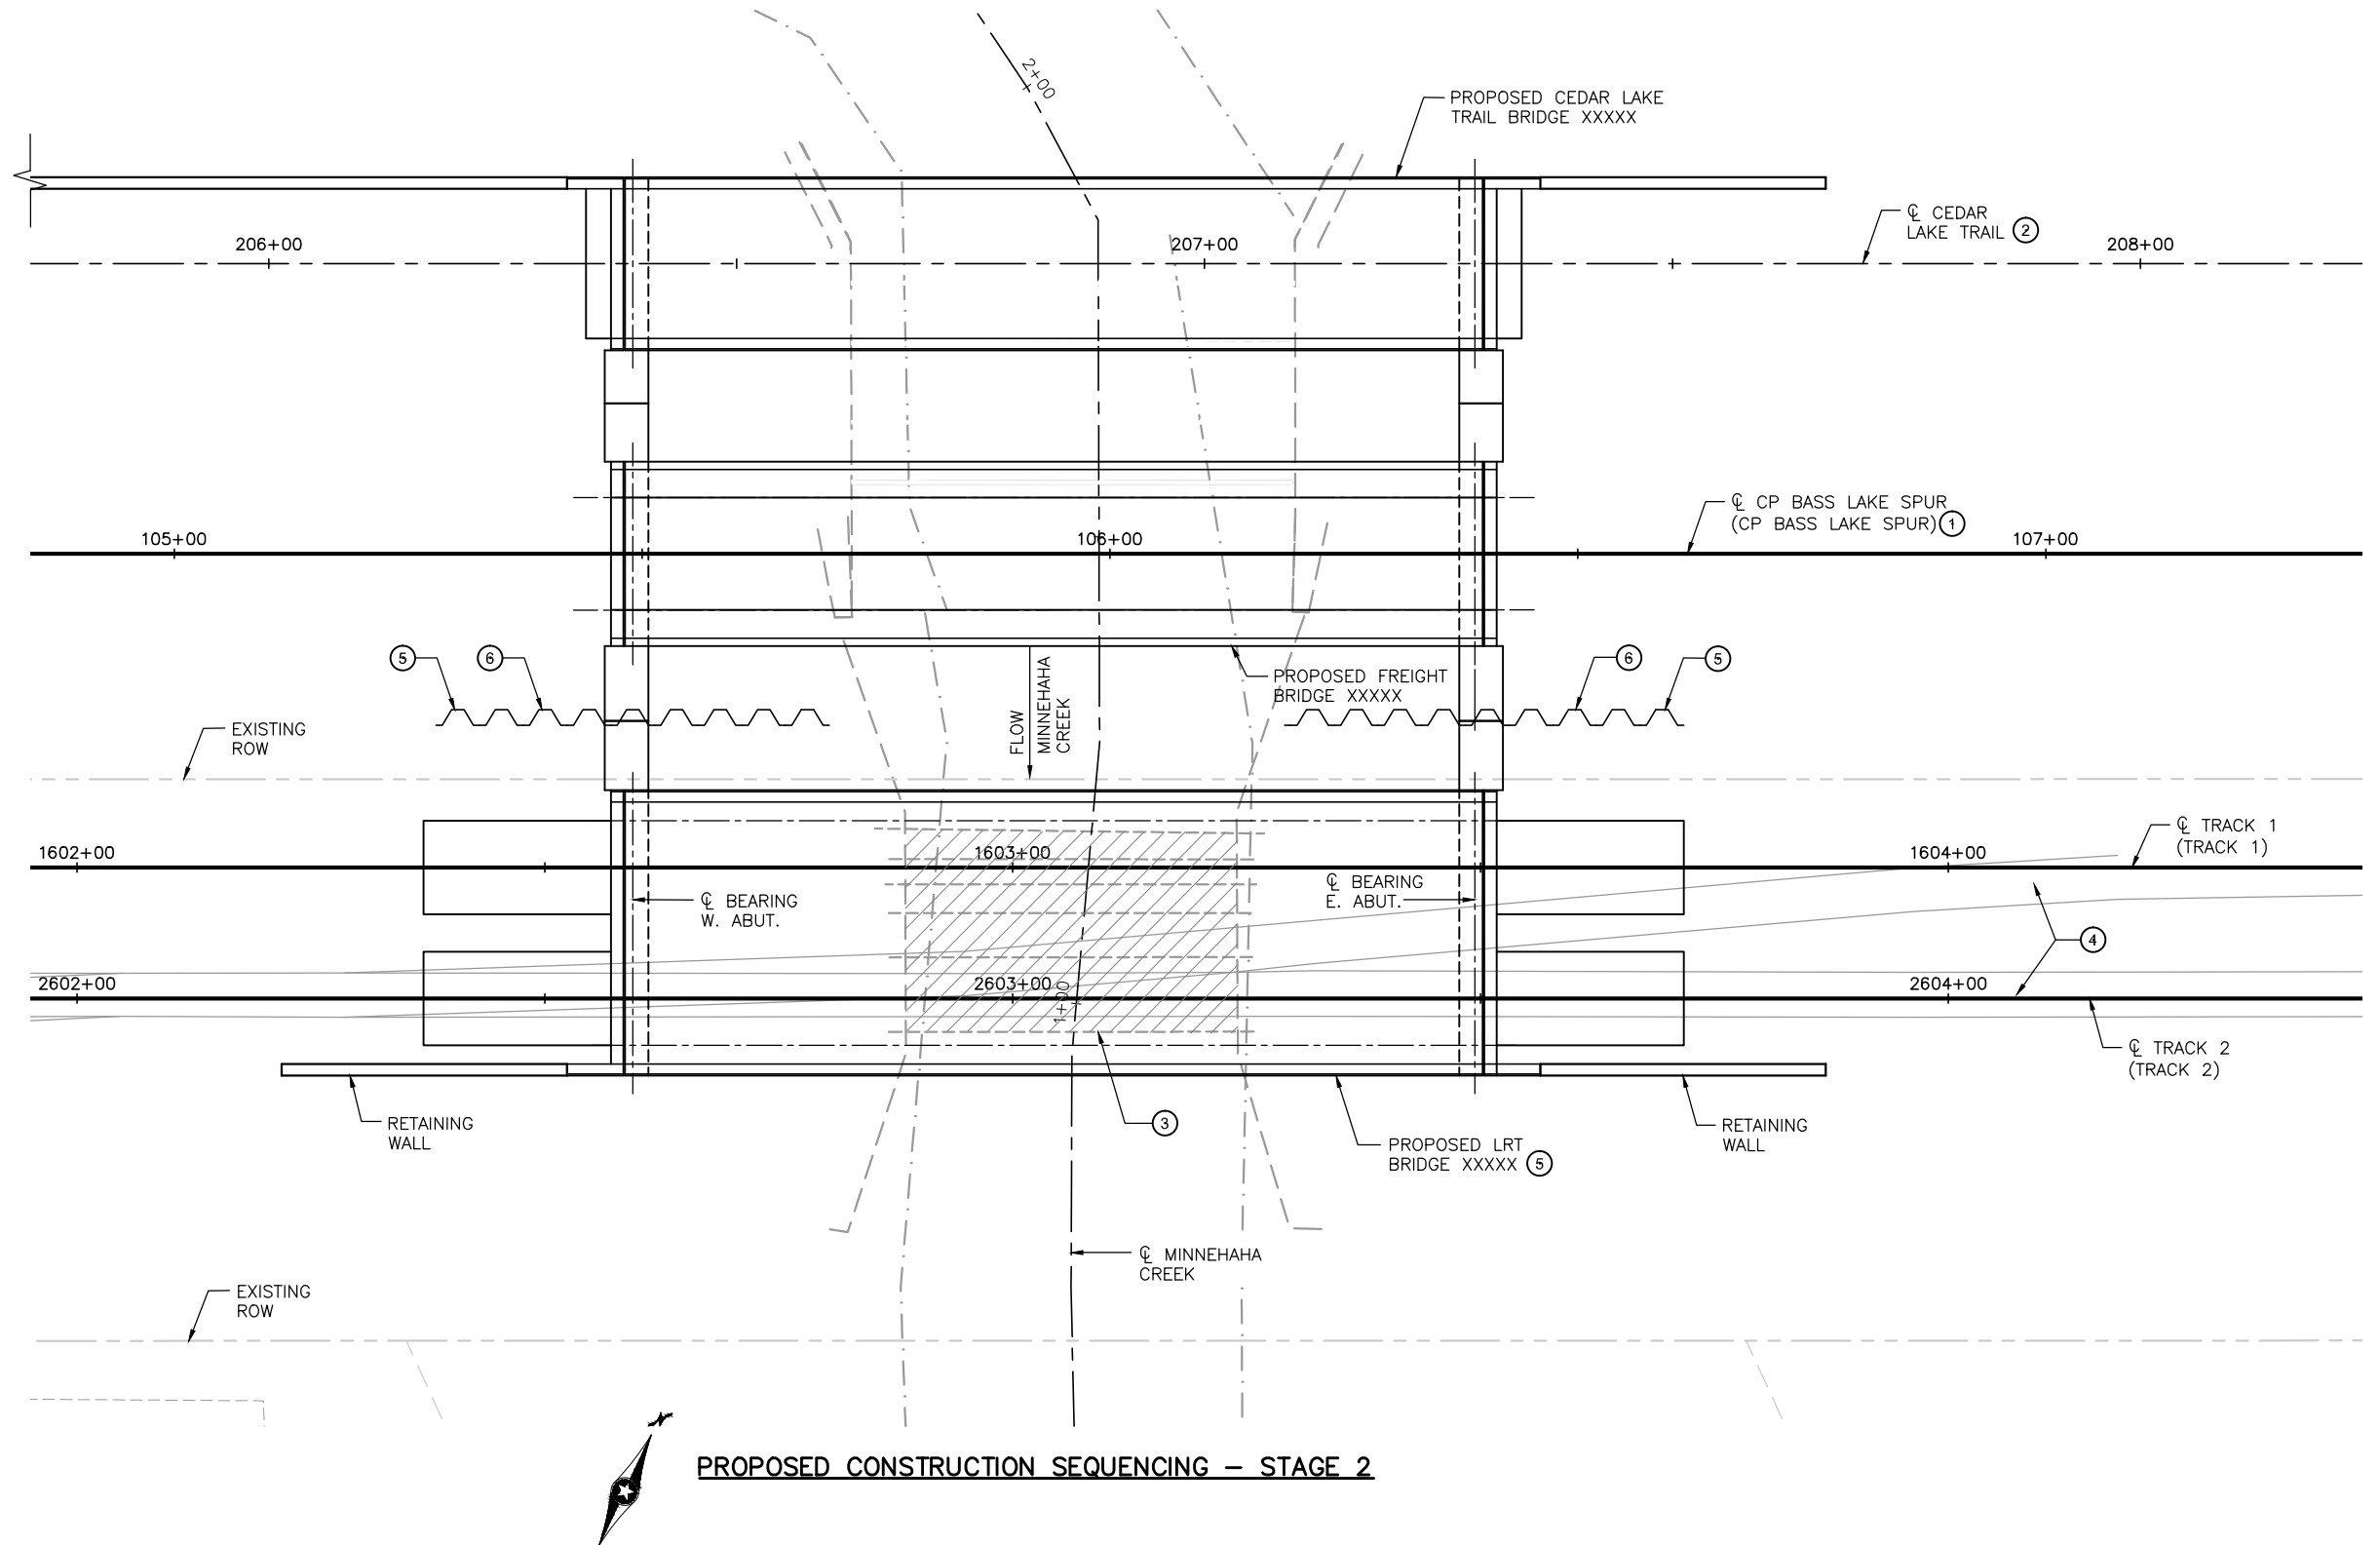 2+00
PROPOSED CEDAR LAKE
TRAIL BRIDGE XXXXX
℄ CEDAR
LAKE TRAIL 2
206+00
207+00
208+00
℄ CP BASS LAKE SPUR
(CP BASS LAKE SPUR) 1
105+00
106+00
107+00
5
6
6
5
FLOW
MINNEHAHA
CREEK
PROPOSED FREIGHT
BRIDGE XXXXX
EXISTING
ROW
℄ TRACK 1
(TRACK 1)
1602+00
1603+00
1604+00
℄ BEARING
W. ABUT.
℄ BEARING
E. ABUT.
4
2602+00
2603+00
2604+00
1+00
℄ TRACK 2
(TRACK 2)
RETAINING
WALL
3
PROPOSED LRT
BRIDGE XXXXX 5
RETAINING
WALL
℄ MINNEHAHA
CREEK
EXISTING
ROW
N
PROPOSED CONSTRUCTION SEQUENCING – STAGE 2